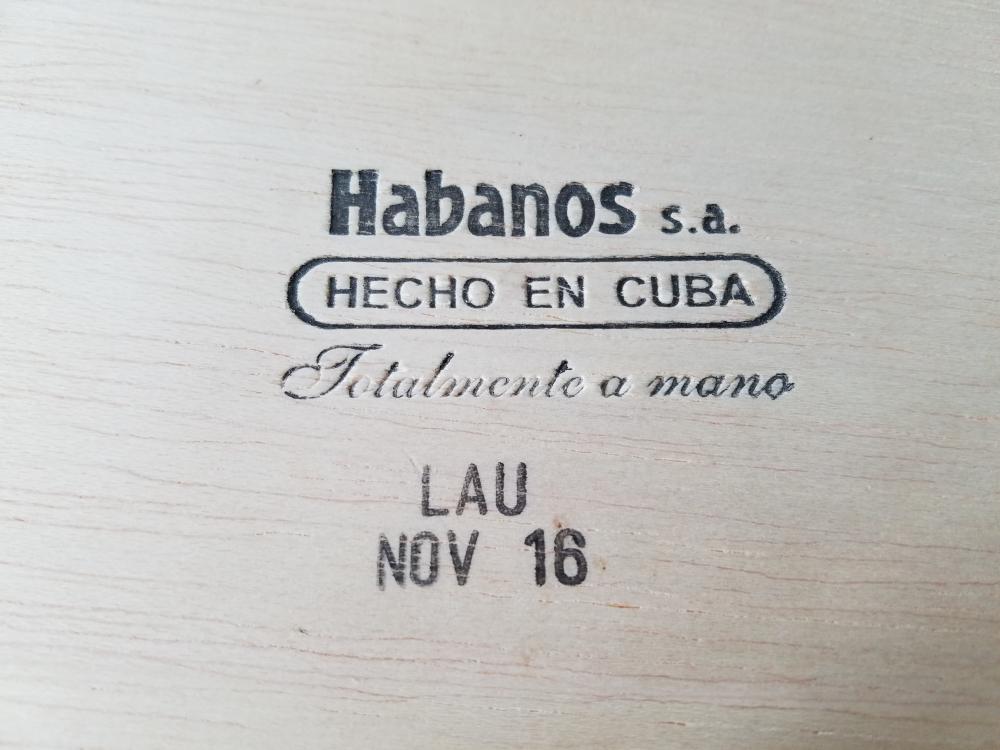 Habanos s.a.
HECHO EN CUBA
Totalmente a mano
LAU
NOV 16